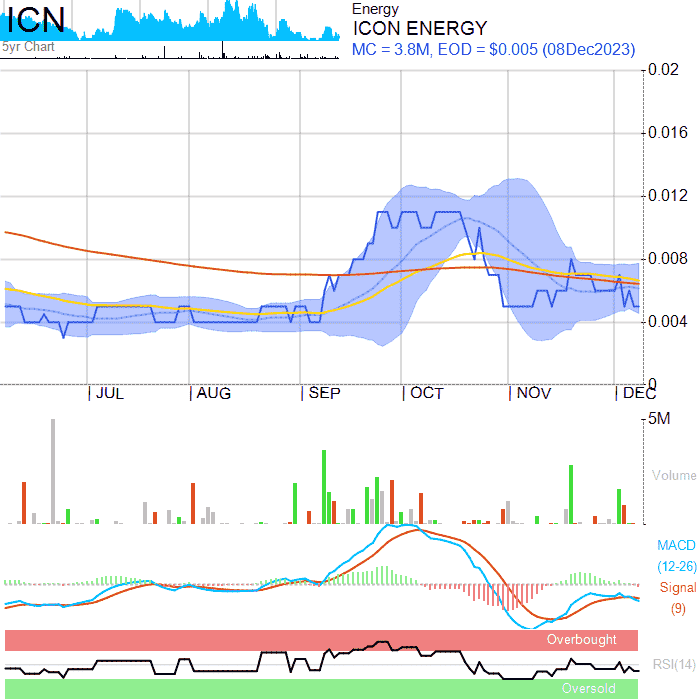 ICN
5yr Chart
Energy
ICON ENERGY
MC = 3.8M, EOD = $0.005 (08Dec2023)
0.02
0.016
0.012
0.008
0.004
0
JUL
AUG
SEP
OCT
NOV
DEC
5M
Volume
MACD
(12-26)
Signal
(9)
Overbought
RSI(14)
Oversold